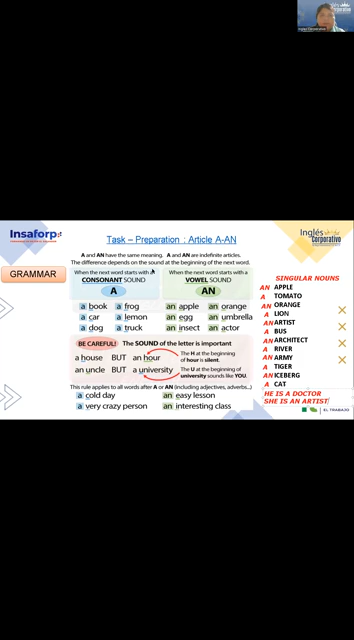 Inglés
Corporativo
Insaforp
Task – Preparation : Article A-AN
Inglés
Corporativo
GRAMMAR
A and AN have the same meaning. A and AN are indefinite articles.
The difference depends on the sound at the beginning of the next word.
When the next word starts with a
CONSONANT SOUND
A
When the next word starts with a
VOWEL SOUND
AN
a book a frog
a car a lemon
a dog a truck
an apple an orange
an egg an umbrella
an insect an actor
BE CAREFUL! The SOUND of the letter is important
a house BUT an hour
The H at the beginning
of hour is silent.
an uncle BUT a university
The U at the beginning of
university sounds like YOU.
This rule applies to all words after A or AN (including adjectives, adverbs...)
a cold day an easy lesson
a very crazy person an interesting class
SINGULAR NOUNS
AN APPLE
A TOMATO
AN ORANGE
A LION
AN ARTIST
A BUS
AN ARCHITECT
A RIVER
AN ARMY
A TIGER
AN ICEBERG
A CAT
HE IS A DOCTOR
SHE IS AN ARTIST
EL TRABAJO